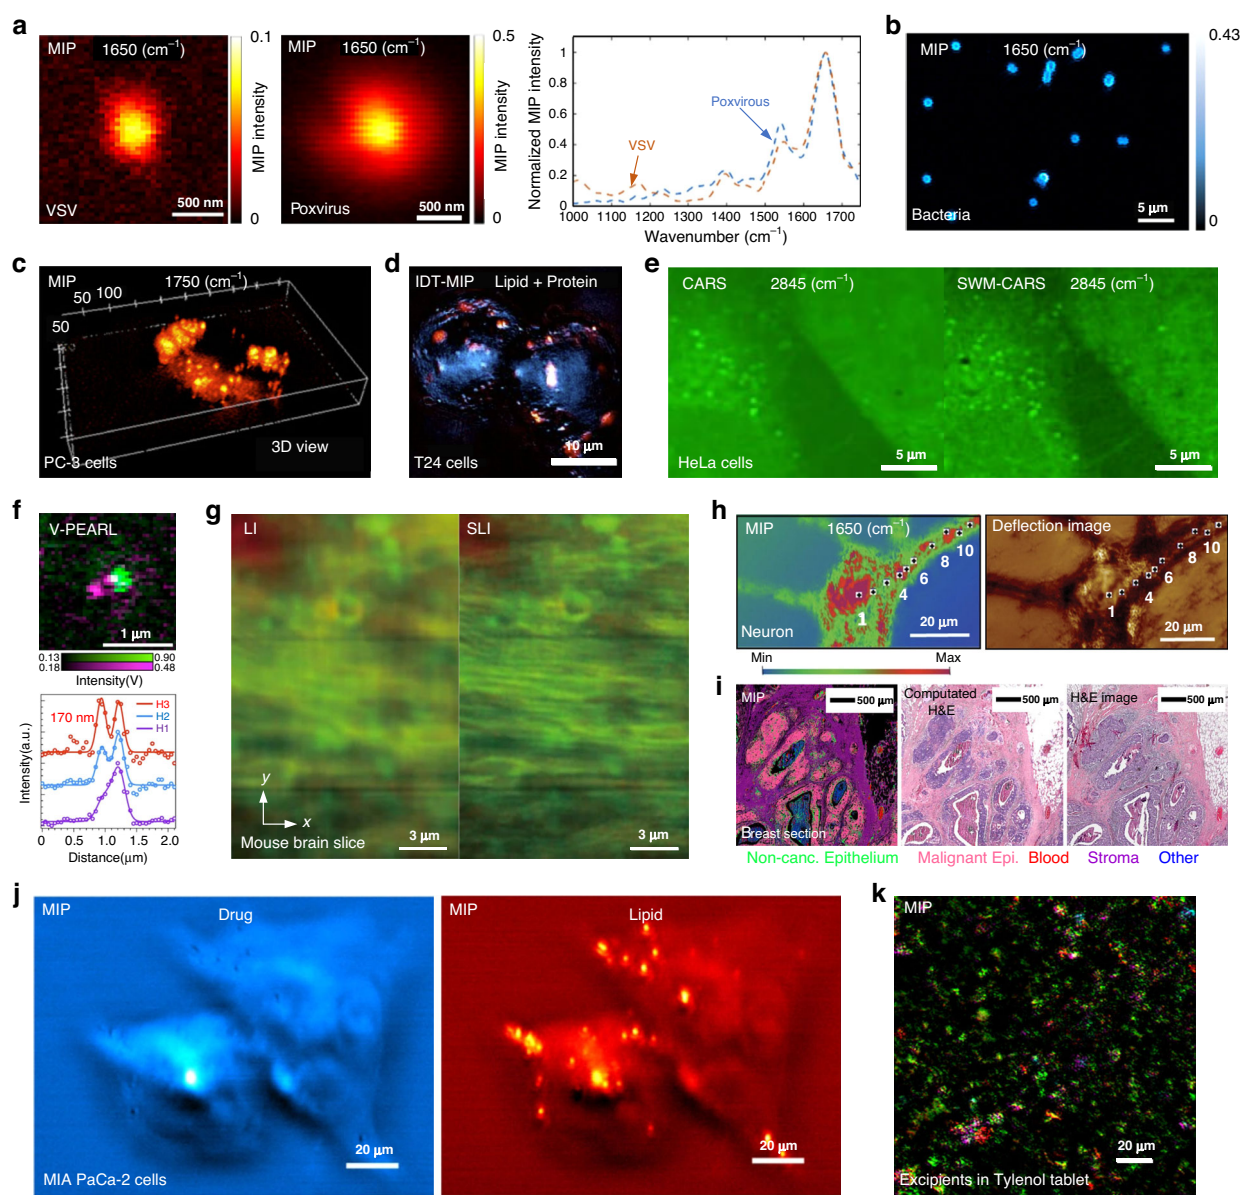 a
MIP 1650 (cm⁻¹)
VSV
500 nm
0.1
MIP intensity
0
MIP 1650 (cm⁻¹)
Poxvirus
500 nm
0.5
MIP intensity
0
Normalized MIP intensity
1
0.8
0.6
0.4
0.2
0
Poxvirous
VSV
1000 1100 1200 1300 1400 1500 1600 1700
Wavenumber (cm⁻¹)
b
MIP 1650 (cm⁻¹)
Bacteria
5 µm
0.43
0
c
MIP 1750 (cm⁻¹)
50 100
50
3D view
PC-3 cells
d
IDT-MIP Lipid + Protein
10 µm
T24 cells
e
CARS 2845 (cm⁻¹)
HeLa cells
5 µm
SWM-CARS 2845 (cm⁻¹)
5 µm
f
V-PEARL
1 µm
0.13 0.90
0.18 0.48
Intensity(V)
170 nm
H3
H2
H1
Intensity(a.u.)
0 0.5 1.0 1.5 2.0
Distance(µm)
g
LI
y
x
3 µm
Mouse brain slice
SLI
3 µm
h
MIP 1650 (cm⁻¹)
10
8
6
4
1
Neuron
20 µm
Deflection image
10
8
6
4
1
20 µm
Min Max
i
MIP
500 µm
Breast section
Computated
H&E
500 µm
H&E image
500 µm
Non-canc. Epithelium Malignant Epi. Blood Stroma Other
j
MIP Drug
MIA PaCa-2 cells
20 µm
MIP Lipid
20 µm
k
MIP
20 µm
Excipients in Tylenol tablet